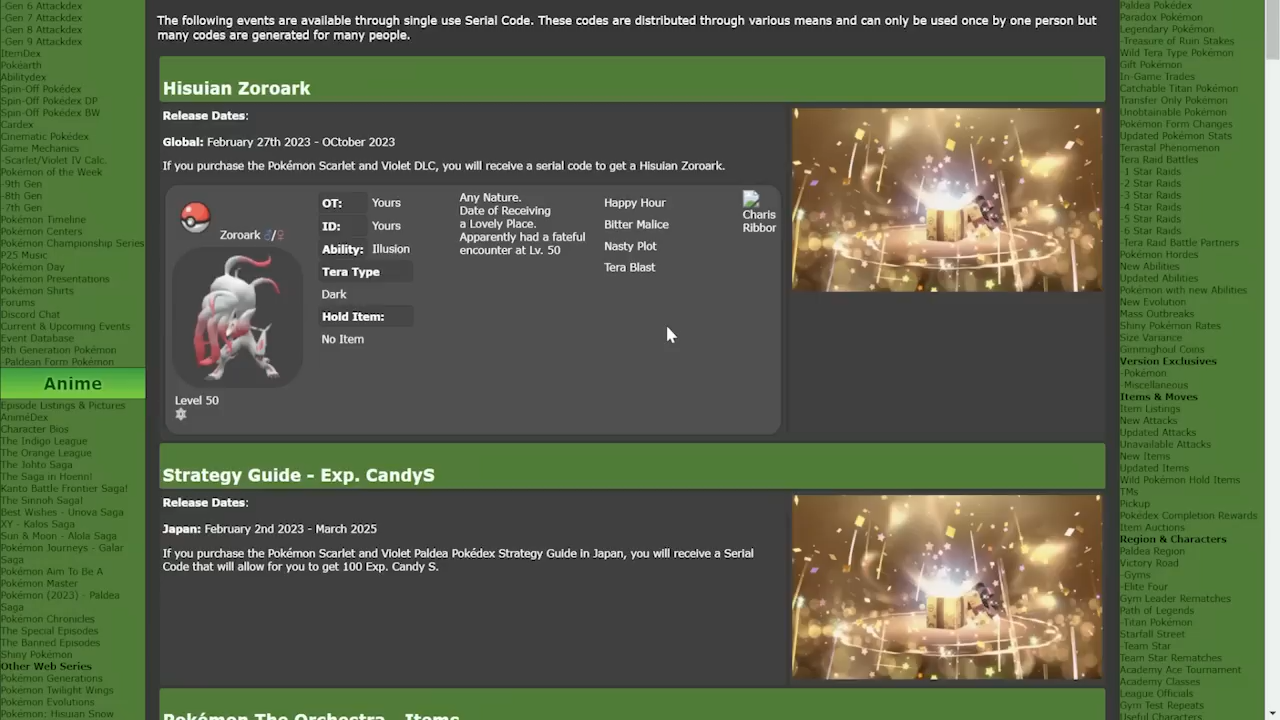 -Gen 6 Attackdex
-Gen 7 Attackdex
-Gen 8 Attackdex
-Gen 9 Attackdex
ItemDex
Pokéarth
Abilitydex
Spin-Off Pokédex
Spin-Off Pokédex DP
Spin-Off Pokédex BW
Cardex
Cinematic Pokédex
Game Mechanics
-Scarlet/Violet IV Calc.
Pokémon of the Week
-9th Gen
-8th Gen
-7th Gen
Pokémon Timeline
Pokémon Centers
Pokémon Championship Series
P25 Music
Pokémon Day
Pokémon Presentations
Pokémon Shirts
Forums
Discord Chat
Current & Upcoming Events
Event Database
9th Generation Pokémon
-Paldean Form Pokémon
Anime
Episode Listings & Pictures
AniméDex
Character Bios
The Indigo League
The Orange League
The Johto Saga
The Saga in Hoenn!
Kanto Battle Frontier Saga!
The Sinnoh Saga!
Best Wishes - Unova Saga
XY - Kalos Saga
Sun & Moon - Alola Saga
Pokémon Journeys - Galar
Saga
Pokémon Aim To Be A
Pokémon Master
Pokémon (2023) - Paldea
Saga
Pokémon Chronicles
The Special Episodes
The Banned Episodes
Shiny Pokémon
Other Web Series
Pokémon Generations
Pokémon Twilight Wings
Pokémon Evolutions
Pokémon: Hisuian Snow
The following events are available through single use Serial Code. These codes are distributed through various means and can only be used once by one person but
many codes are generated for many people.
Hisuian Zoroark
Release Dates:
Global: February 27th 2023 - OCtober 2023
If you purchase the Pokémon Scarlet and Violet DLC, you will receive a serial code to get a Hisuian Zoroark.
Zoroark ♂/♀
Level 50
OT: Yours
ID: Yours
Ability: Illusion
Tera Type
Dark
Hold Item:
No Item
Any Nature.
Date of Receiving
a Lovely Place.
Apparently had a fateful
encounter at Lv. 50
Happy Hour
Bitter Malice
Nasty Plot
Tera Blast
Charis
Ribbor
Strategy Guide - Exp. CandyS
Release Dates:
Japan: February 2nd 2023 - March 2025
If you purchase the Pokémon Scarlet and Violet Paldea Pokédex Strategy Guide in Japan, you will receive a Serial
Code that will allow for you to get 100 Exp. Candy S.
Pokémon The Orchestra - Items
Paldea Pokédex
Paradox Pokémon
Legendary Pokémon
-Treasure of Ruin Stakes
Wild Tera Type Pokémon
Gift Pokémon
In-Game Trades
Catchable Titan Pokémon
Transfer Only Pokémon
Unobtainable Pokémon
Pokémon Form Changes
Updated Pokémon Stats
Terastal Phenomenon
Tera Raid Battles
-1 Star Raids
-2 Star Raids
-3 Star Raids
-4 Star Raids
-5 Star Raids
-6 Star Raids
-Tera Raid Battle Partners
Pokémon Hordes
New Abilities
Updated Abilities
Pokémon with new Abilities
New Evolution
Mass Outbreaks
Shiny Pokémon Rates
Size Variance
Gimmighoul Coins
Version Exclusives
-Pokémon
-Miscellaneous
Items & Moves
Item Listings
New Attacks
Updated Attacks
Unavailable Attacks
New Items
Updated Items
Wild Pokémon Hold Items
TMs
Pickup
Pokédex Completion Rewards
Item Auctions
Region & Characters
Paldea Region
Victory Road
-Gyms
-Elite Four
Gym Leader Rematches
Path of Legends
-Titan Pokémon
Starfall Street
-Team Star
Team Star Rematches
Academy Ace Tournament
Academy Classes
League Officials
Gym Test Repeats
Useful Characters